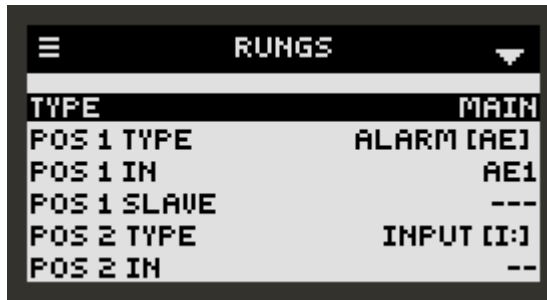 RUNGS
TYPE MAIN
POS 1 TYPE ALARM [AE]
POS 1 IN AE1
POS 1 SLAVE ---
POS 2 TYPE INPUT [I:]
POS 2 IN --